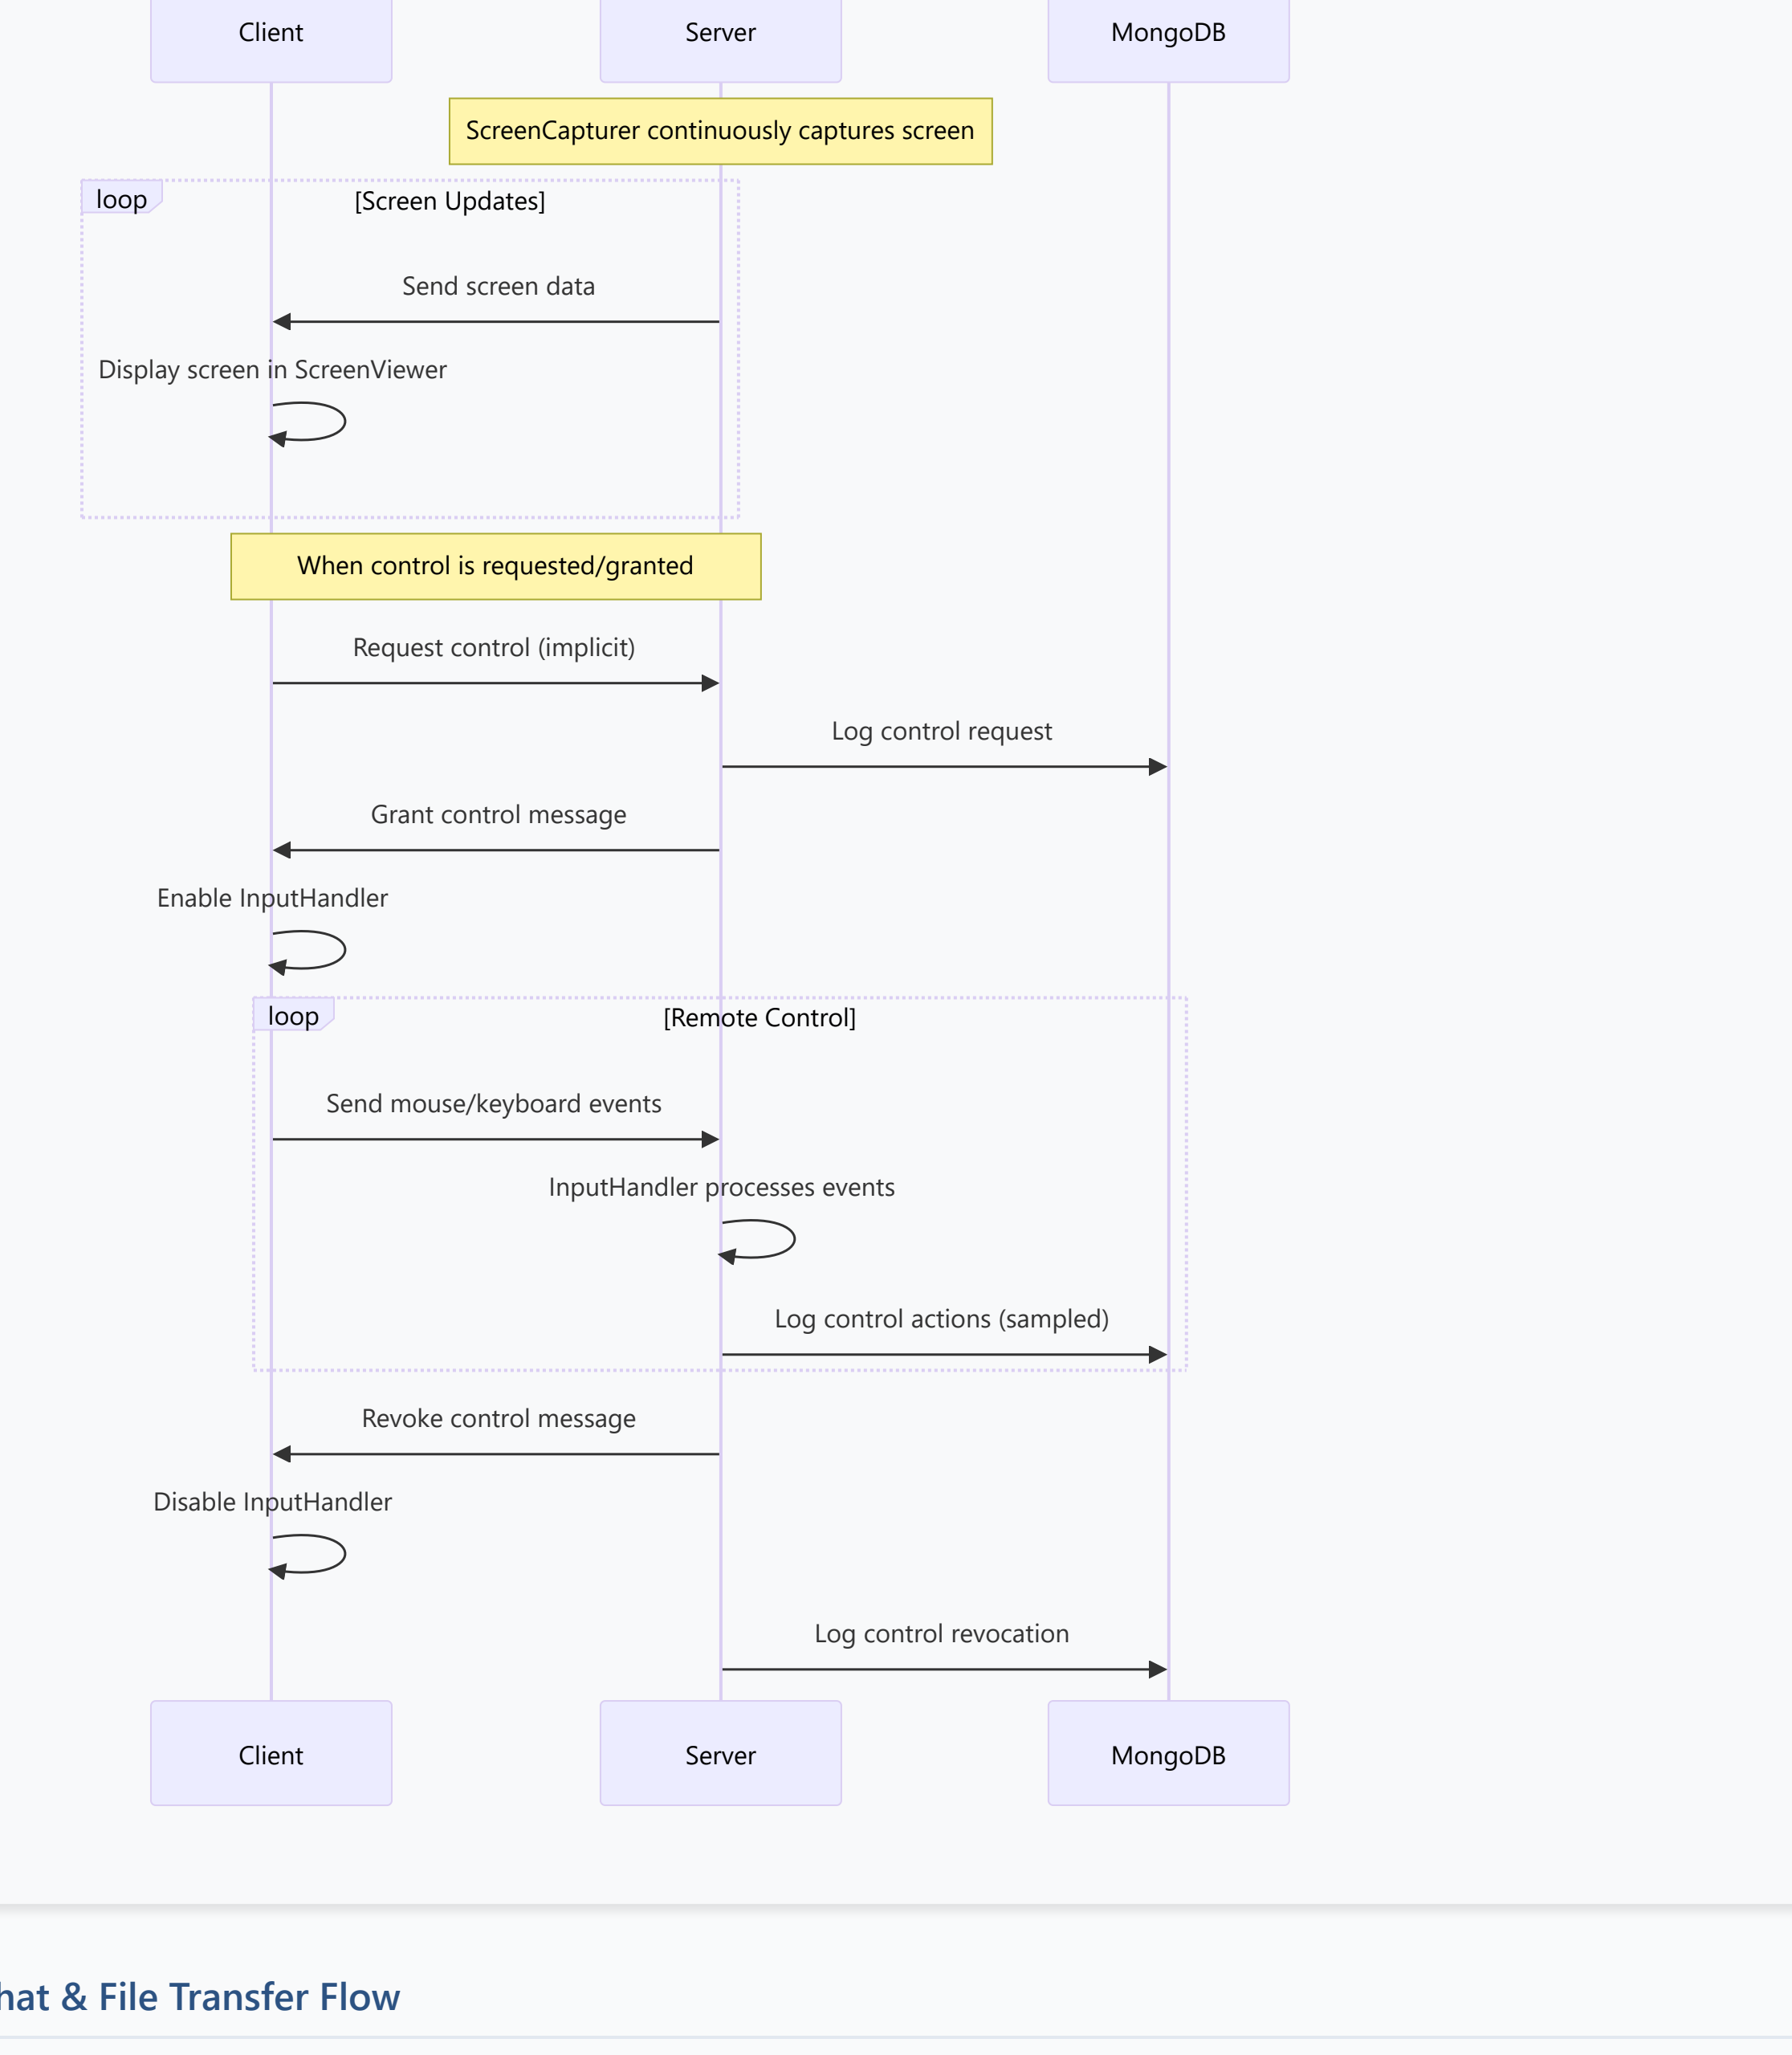 Client
Server
MongoDB
ScreenCapturer continuously captures screen
loop
[Screen Updates]
Send screen data
Display screen in ScreenViewer
When control is requested/granted
Request control (implicit)
Log control request
Grant control message
Enable InputHandler
loop
[Remote Control]
Send mouse/keyboard events
InputHandler processes events
Log control actions (sampled)
Revoke control message
Disable InputHandler
Log control revocation
Client
Server
MongoDB
hat & File Transfer Flow